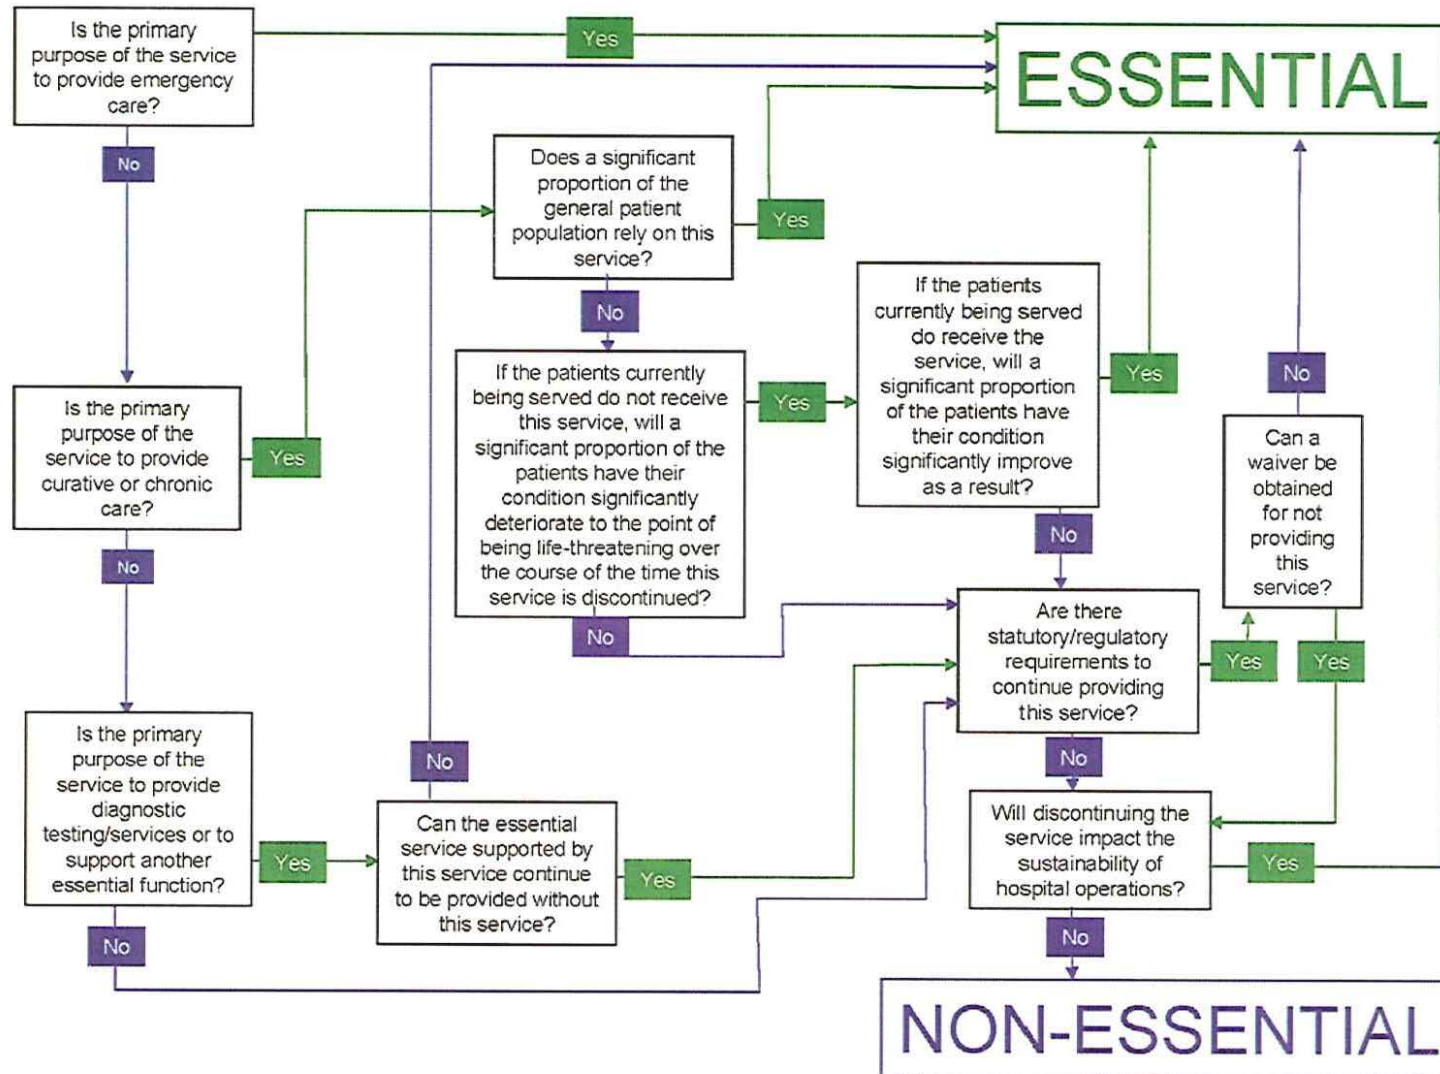 Is the primary
purpose of the service
to provide emergency
care?
Yes
ESSENTIAL
No
Does a significant
proportion of the
general patient
population rely on this
service?
Yes
No
If the patients
currently being served
do receive the
service, will a
significant proportion
of the patients have
their condition
significantly improve
as a result?
Yes
No
Is the primary
purpose of the
service to provide
curative or chronic
care?
Yes
If the patients currently
being served do not receive
this service, will a
significant proportion of the
patients have their
condition significantly
deteriorate to the point of
being life-threatening over
the course of the time this
service is discontinued?
Yes
No
No
Can a
waiver be
obtained
for not
providing
this
service?
No
Yes
Are there
statutory/regulatory
requirements to
continue providing
this service?
Yes
No
Is the primary
purpose of the
service to provide
diagnostic
testing/services or to
support another
essential function?
Yes
No
No
Can the essential
service supported by
this service continue
to be provided without
this service?
Yes
Will discontinuing the
service impact the
sustainability of
hospital operations?
Yes
No
NON-ESSENTIAL